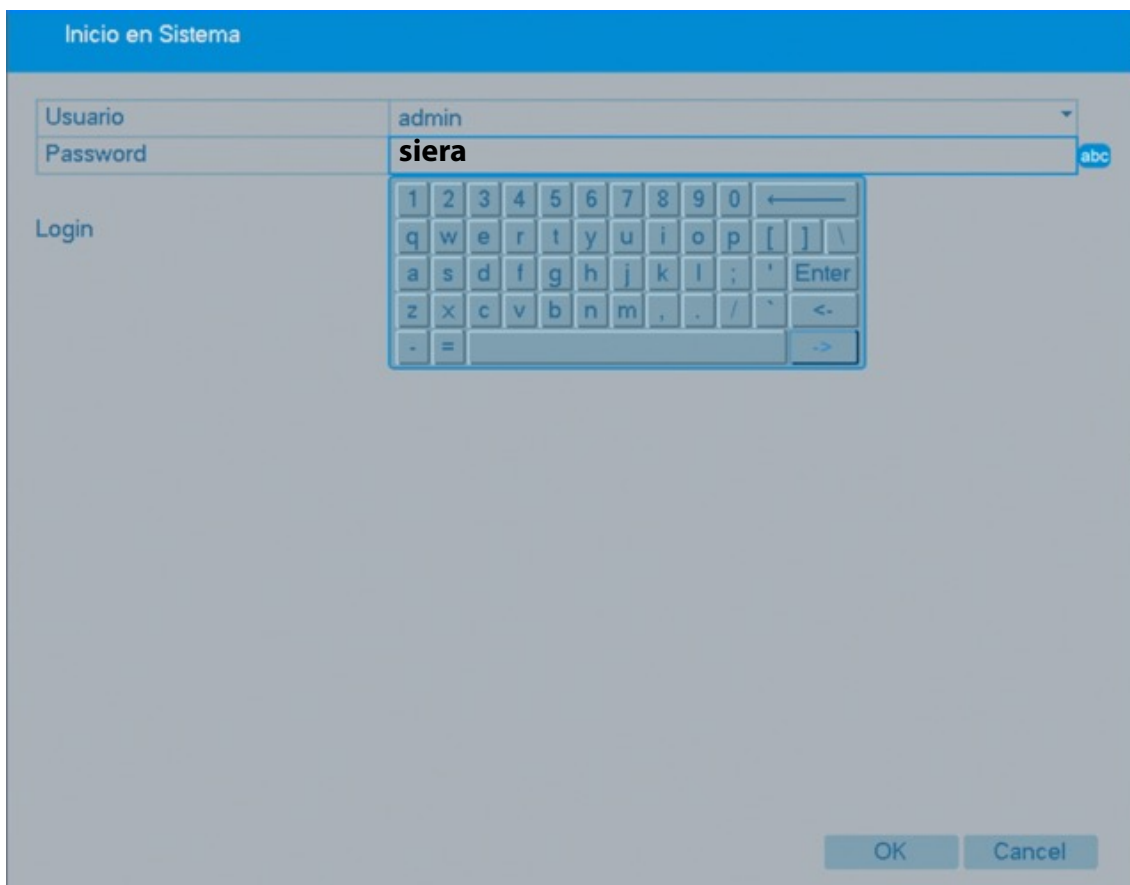 Inicio en Sistema
Usuario admin
Password siera abc
Login
1 2 3 4 5 6 7 8 9 0 ←
q w e r t y u i o p [ ] \
a s d f g h j k l ; ' Enter
z x c v b n m , . / ` <-
- = ->
OK Cancel